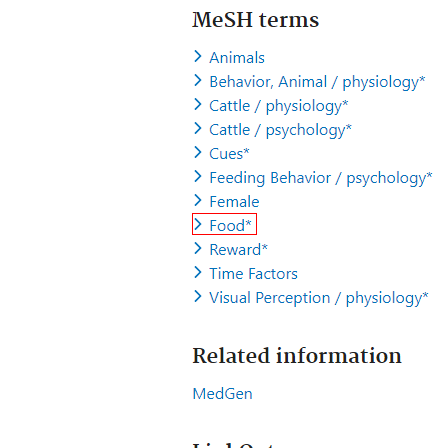 MeSH terms
Animals
Behavior, Animal / physiology*
Cattle / physiology*
Cattle / psychology*
Cues*
Feeding Behavior / psychology*
Female
Food*
Reward*
Time Factors
Visual Perception / physiology*
Related information
MedGen